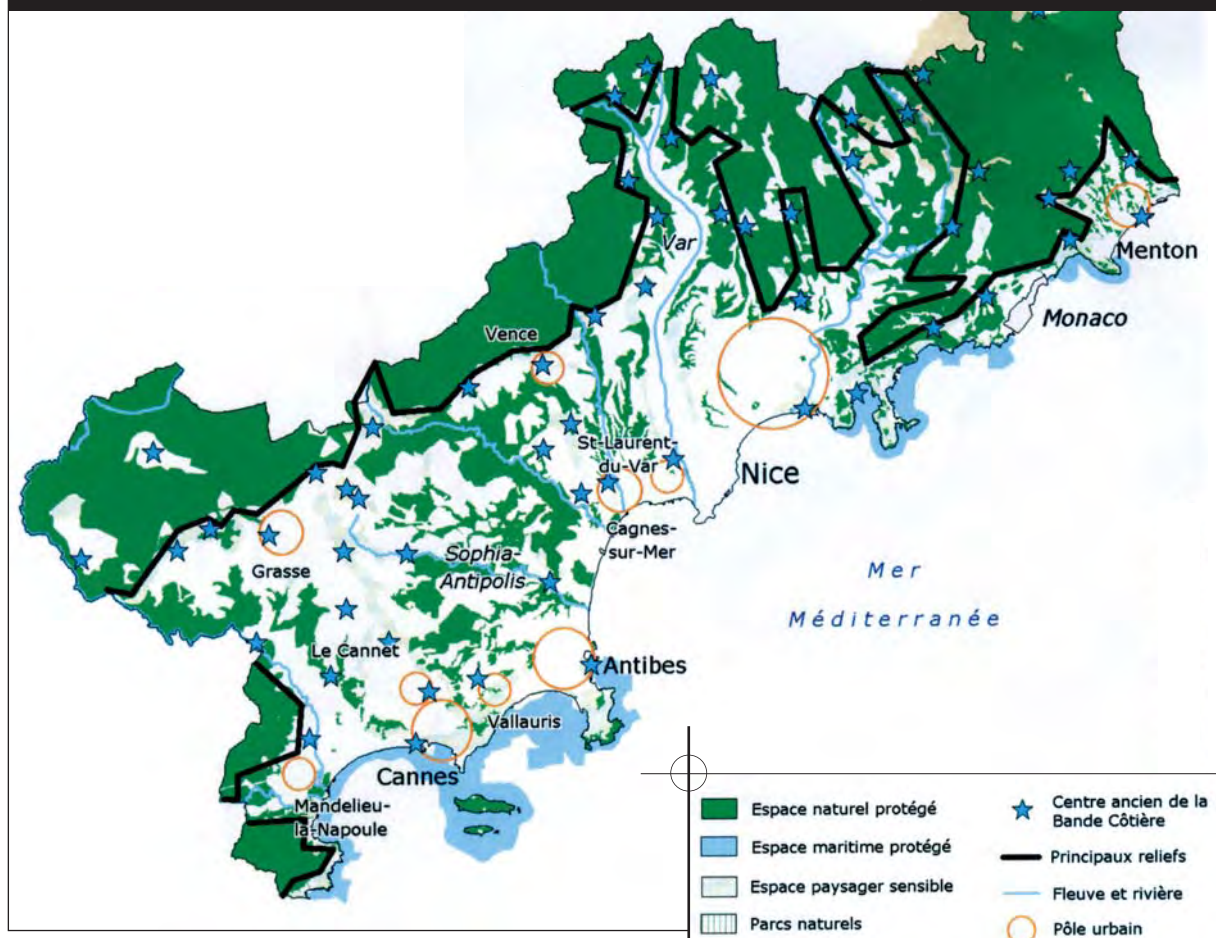 Var
Menton
Monaco
Vence
St-Laurent-
du-Var
Nice
Cagnes-
sur-Mer
Grasse
Sophia-
Antipolis
Mer
Méditerranée
Le Cannet
Antibes
Vallauris
Cannes
Mandelieu-
la-Napoule
Espace naturel protégé
Espace maritime protégé
Espace paysager sensible
Parcs naturels
Centre ancien de la
Bande Côtière
Principaux reliefs
Fleuve et rivière
Pôle urbain